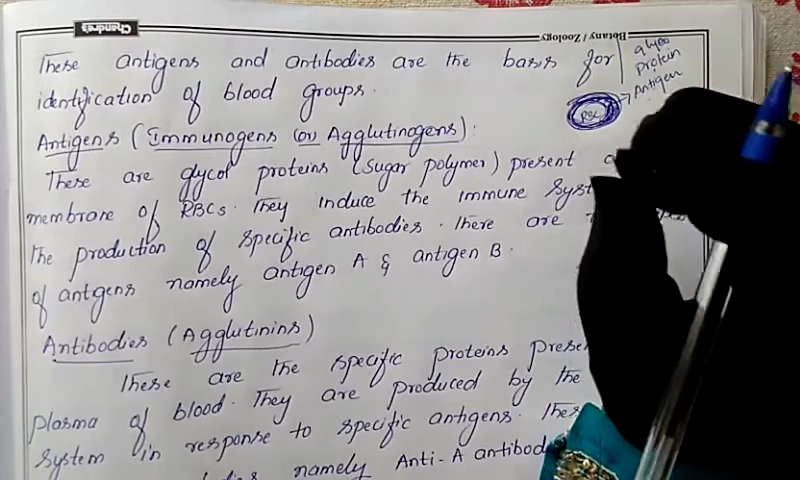 Chandra's
Botany / Zoology
These antigens and antibodies are the basis for
identification of blood groups.
glyco
Protein
Antigen
RBC
Antigens (Immunogens (or) Agglutinogens):
These are glycol proteins (sugar polymer) present
membrane of RBCs. They induce the immune Syst
the production of specific antibodies. There are
of antigens namely antigen A & antigen B.
Antibodies (Agglutinins)
These are the specific proteins prese
plasma of blood. They are produced by the
system in response to specific antigens. The
namely Anti-A antibod